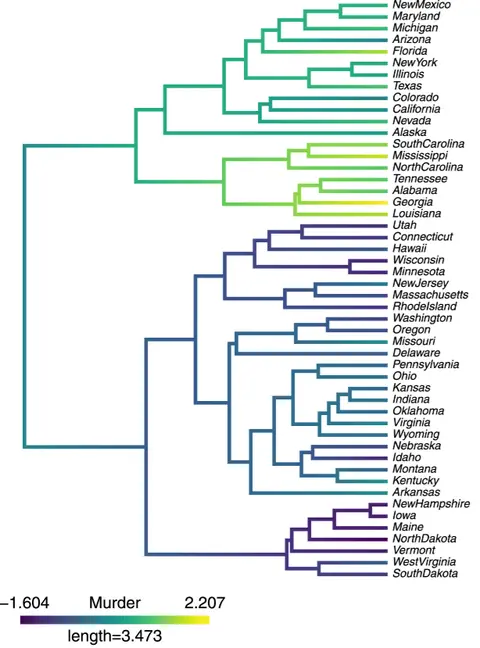 NewMexico
Maryland
Michigan
Arizona
Florida
NewYork
Illinois
Texas
Colorado
California
Nevada
Alaska
SouthCarolina
Mississippi
NorthCarolina
Tennessee
Alabama
Georgia
Louisiana
Utah
Connecticut
Hawaii
Wisconsin
Minnesota
NewJersey
Massachusetts
RhodeIsland
Washington
Oregon
Missouri
Delaware
Pennsylvania
Ohio
Kansas
Indiana
Oklahoma
Virginia
Wyoming
Nebraska
Idaho
Montana
Kentucky
Arkansas
NewHampshire
Iowa
Maine
NorthDakota
Vermont
WestVirginia
SouthDakota
−1.604 Murder 2.207
length=3.473